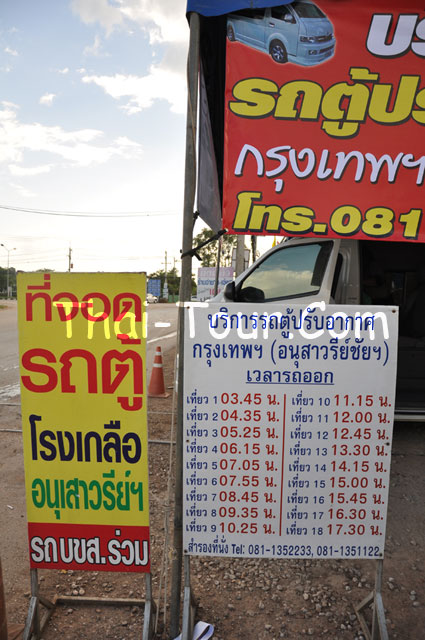 บริ
รถตู้ปรั
กรุงเทพฯ
โทร.081
Thai-Tour.Com
ที่จอด
รถตู้
โรงเกลือ
อนุเสาวรีย์ฯ
รถ บขส. ร่วม
บริการรถตู้ปรับอากาศ
กรุงเทพฯ (อนุสาวรีย์ชัยฯ)
เวลารถออก
เที่ยว 1 03.45 น. เที่ยว 10 11.15 น.
เที่ยว 2 04.35 น. เที่ยว 11 12.00 น.
เที่ยว 3 05.25 น. เที่ยว 12 12.45 น.
เที่ยว 4 06.15 น. เที่ยว 13 13.30 น.
เที่ยว 5 07.05 น. เที่ยว 14 14.15 น.
เที่ยว 6 07.55 น. เที่ยว 15 15.00 น.
เที่ยว 7 08.45 น. เที่ยว 16 15.45 น.
เที่ยว 8 09.35 น. เที่ยว 17 16.30 น.
เที่ยว 9 10.25 น. เที่ยว 18 17.30 น.
สำรองที่นั่ง Tel: 081-1352233, 081-1351122